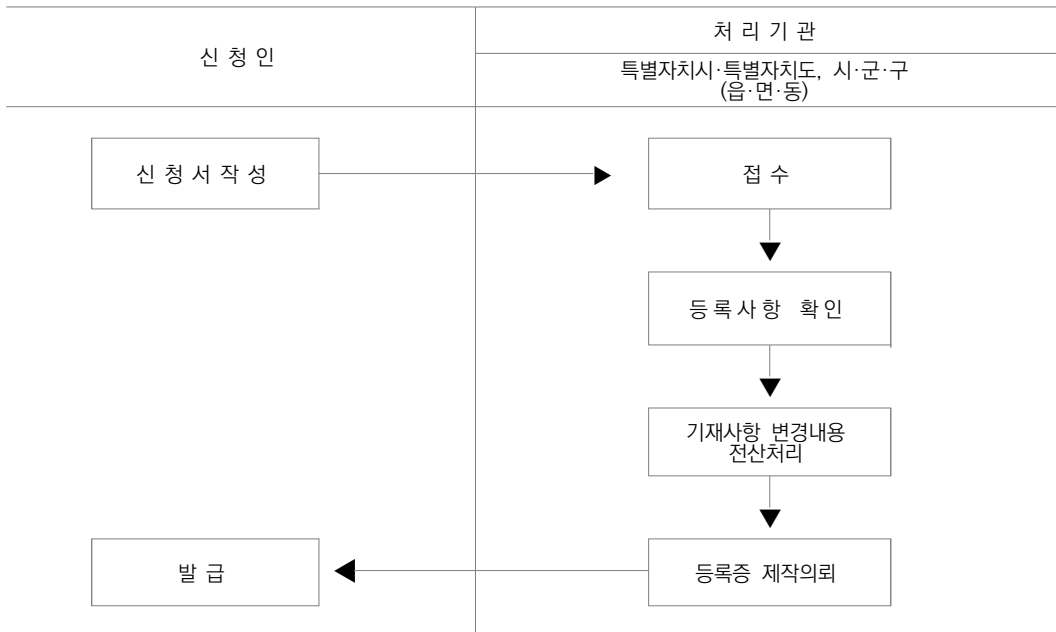 신 청 인
처 리 기 관
특별자치시·특별자치도, 시·군·구
(읍·면·동)
신 청 서 작 성
접 수
등 록 사 항 확 인
기재사항 변경내용
전산처리
발 급
등록증 제작의뢰